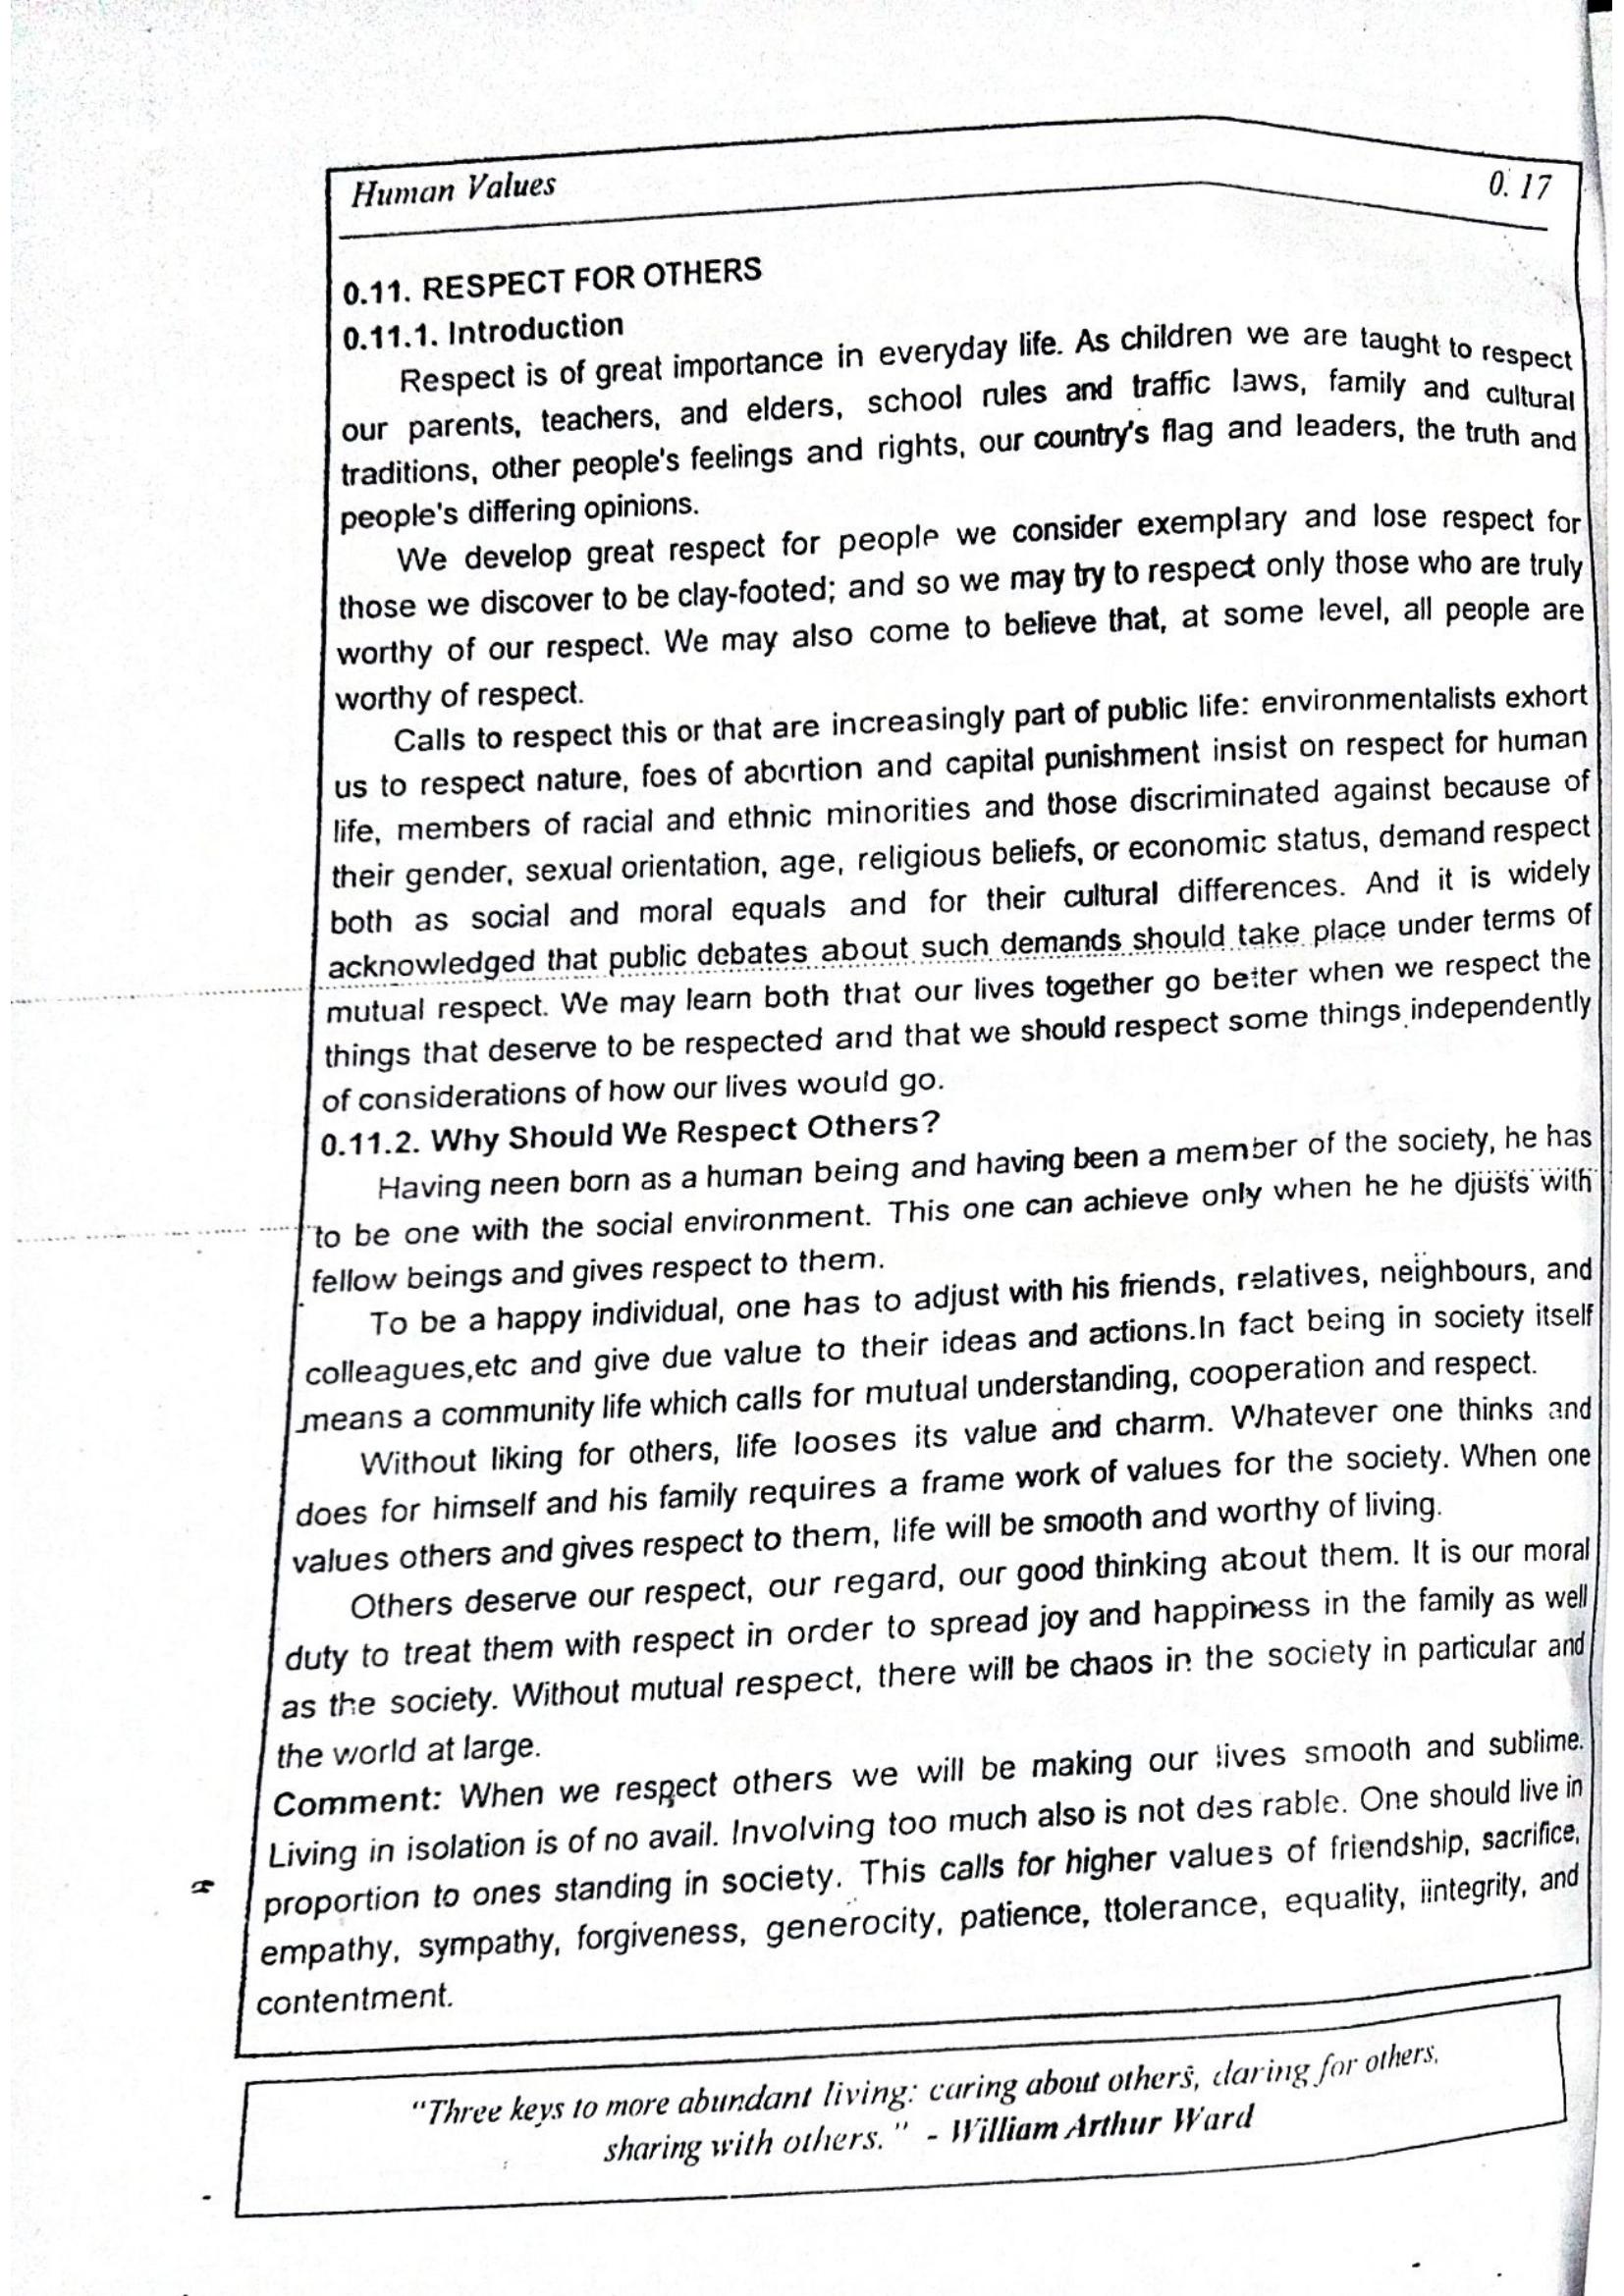 Human Values 0.17
0.11. RESPECT FOR OTHERS
0.11.1. Introduction
Respect is of great importance in everyday life. As children we are taught to respect
our parents, teachers, and elders, school rules and traffic laws, family and cultural
traditions, other people's feelings and rights, our country's flag and leaders, the truth and
people's differing opinions.
We develop great respect for people we consider exemplary and lose respect for
those we discover to be clay-footed; and so we may try to respect only those who are truly
worthy of our respect. We may also come to believe that, at some level, all people are
worthy of respect.
Calls to respect this or that are increasingly part of public life: environmentalists exhort
us to respect nature, foes of abortion and capital punishment insist on respect for human
life, members of racial and ethnic minorities and those discriminated against because of
their gender, sexual orientation, age, religious beliefs, or economic status, demand respect
both as social and moral equals and for their cultural differences. And it is widely
acknowledged that public debates about such demands should take place under terms of
mutual respect. We may learn both that our lives together go better when we respect the
things that deserve to be respected and that we should respect some things independently
of considerations of how our lives would go.
0.11.2. Why Should We Respect Others?
Having neen born as a human being and having been a member of the society, he has
to be one with the social environment. This one can achieve only when he he djusts with
fellow beings and gives respect to them.
To be a happy individual, one has to adjust with his friends, relatives, neighbours, and
colleagues,etc and give due value to their ideas and actions.In fact being in society itself
means a community life which calls for mutual understanding, cooperation and respect.
Without liking for others, life looses its value and charm. Whatever one thinks and
does for himself and his family requires a frame work of values for the society. When one
values others and gives respect to them, life will be smooth and worthy of living.
Others deserve our respect, our regard, our good thinking about them. It is our moral
duty to treat them with respect in order to spread joy and happiness in the family as well
as the society. Without mutual respect, there will be chaos in the society in particular and
the world at large.
Comment: When we respect others we will be making our lives smooth and sublime.
Living in isolation is of no avail. Involving too much also is not des rable. One should live in
proportion to ones standing in society. This calls for higher values of friendship, sacrifice,
empathy, sympathy, forgiveness, generocity, patience, ttolerance, equality, iintegrity, and
contentment.
"Three keys to more abundant living: caring about others, daring for others,
sharing with others." - William Arthur Ward